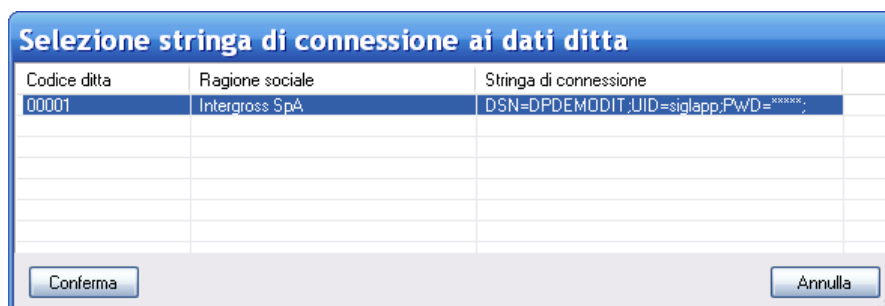 Selezione stringa di connessione ai dati ditta
Codice ditta Ragione sociale Stringa di connessione
00001 Intergross SpA DSN=DPDEMODIT;UID=siglapp;PWD=*****;
Conferma Annulla